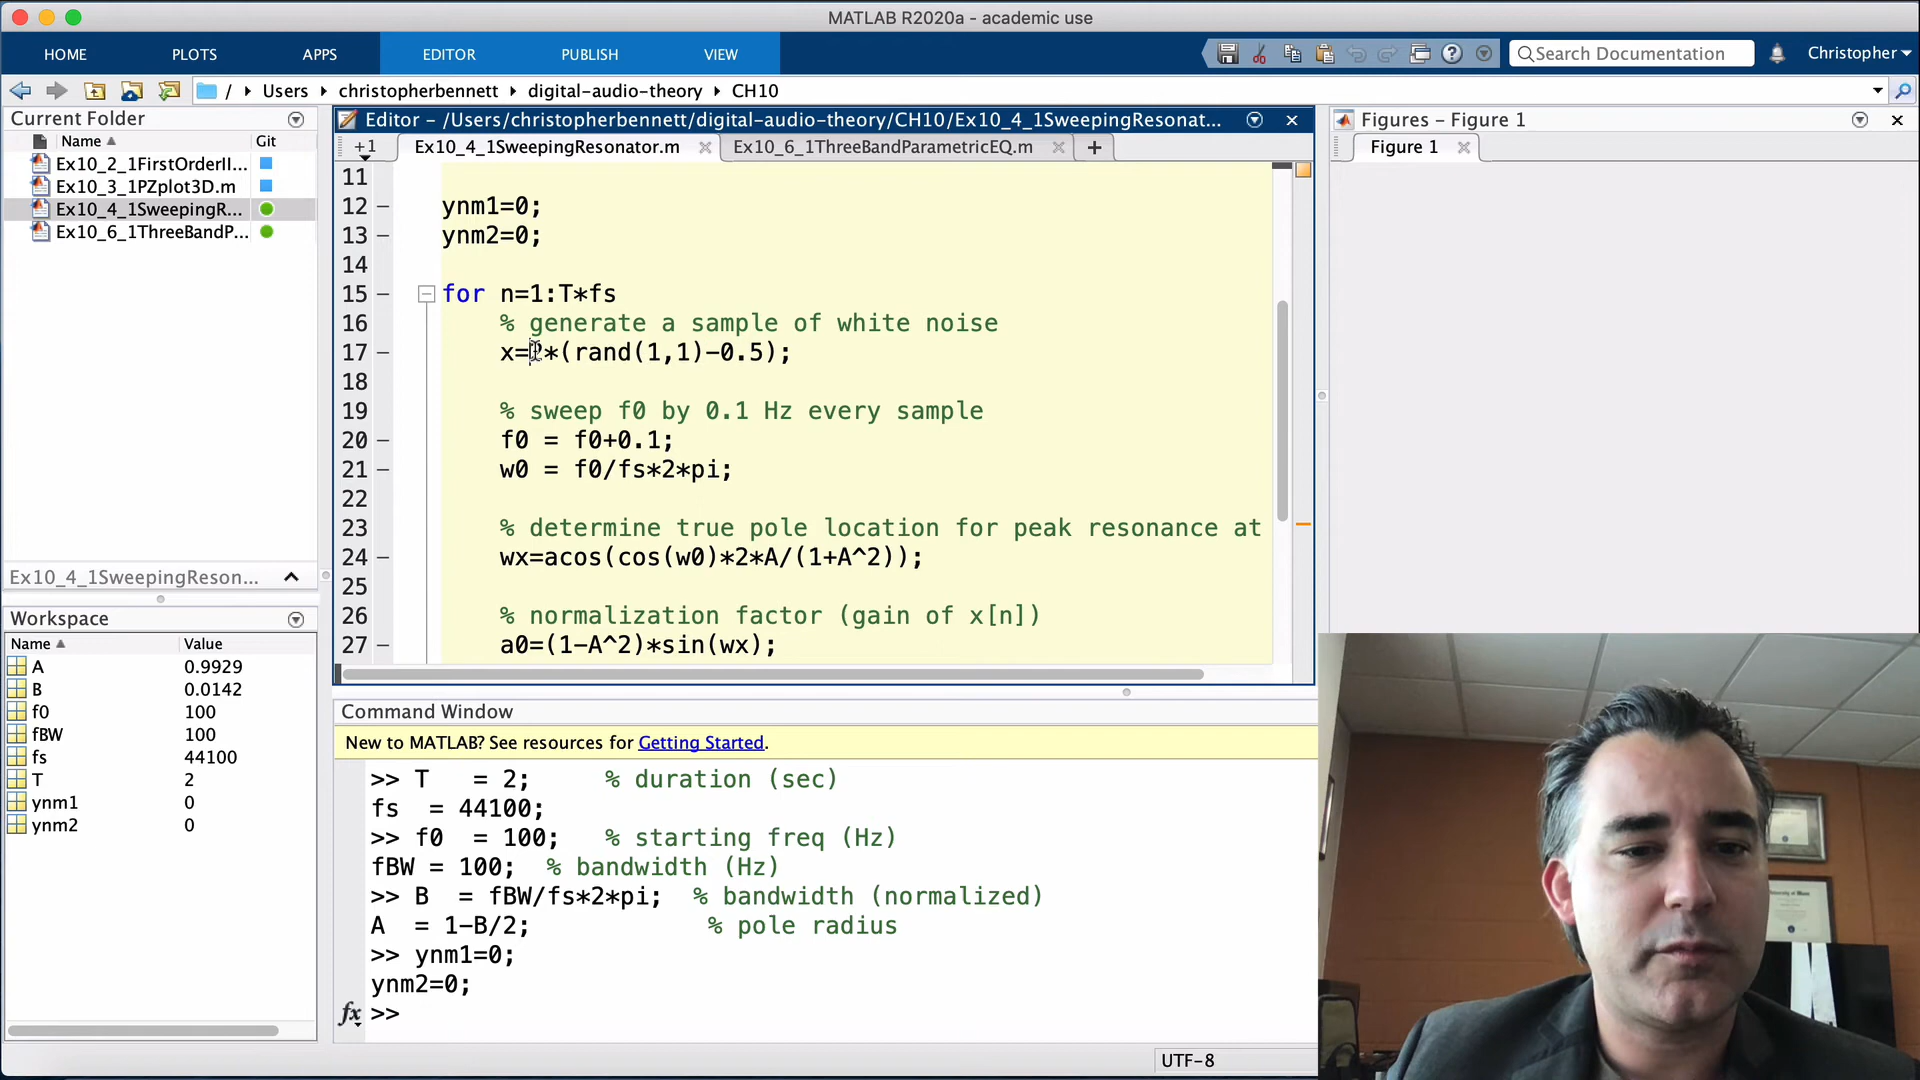 MATLAB R2020a - academic use
HOME PLOTS APPS EDITOR PUBLISH VIEW Search Documentation Christopher
/ Users christopherbennett digital-audio-theory CH10
Current Folder
Name Git
Ex10_2_1FirstOrderII...
Ex10_3_1PZplot3D.m
Ex10_4_1SweepingR...
Ex10_6_1ThreeBandP...
Ex10_4_1SweepingReson...
Workspace
Name Value
A 0.9929
B 0.0142
f0 100
fBW 100
fs 44100
T 2
ynm1 0
ynm2 0
Editor - /Users/christopherbennett/digital-audio-theory/CH10/Ex10_4_1SweepingResonat...
+1 Ex10_4_1SweepingResonator.m Ex10_6_1ThreeBandParametricEQ.m +
11
12 - ynm1=0;
13 - ynm2=0;
14
15 - for n=1:T*fs
16 % generate a sample of white noise
17 - x=2*(rand(1,1)-0.5);
18
19 % sweep f0 by 0.1 Hz every sample
20 - f0 = f0+0.1;
21 - w0 = f0/fs*2*pi;
22
23 % determine true pole location for peak resonance at
24 - wx=acos(cos(w0)*2*A/(1+A^2));
25
26 % normalization factor (gain of x[n])
27 - a0=(1-A^2)*sin(wx);
Command Window
New to MATLAB? See resources for Getting Started.
>> T = 2; % duration (sec)
fs = 44100;
>> f0 = 100; % starting freq (Hz)
fBW = 100; % bandwidth (Hz)
>> B = fBW/fs*2*pi; % bandwidth (normalized)
A = 1-B/2; % pole radius
>> ynm1=0;
ynm2=0;
fx >>
UTF-8
Figures - Figure 1
Figure 1